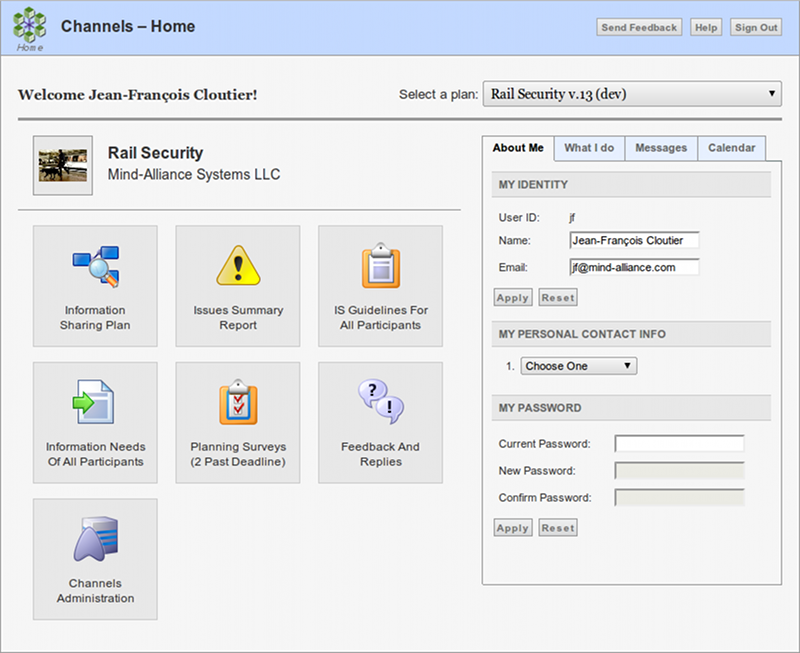 Channels – Home
Send Feedback
Help
Sign Out
Home
Welcome Jean-François Cloutier!
Select a plan:
Rail Security v.13 (dev)
Rail Security
Mind-Alliance Systems LLC
Information
Sharing Plan
Issues Summary
Report
IS Guidelines For
All Participants
Information Needs
Of All Participants
Planning Surveys
(2 Past Deadline)
Feedback And
Replies
Channels
Administration
About Me
What I do
Messages
Calendar
MY IDENTITY
User ID: jf
Name: Jean-François Cloutier
Email: jf@mind-alliance.com
Apply
Reset
MY PERSONAL CONTACT INFO
1. Choose One
MY PASSWORD
Current Password:
New Password:
Confirm Password:
Apply
Reset